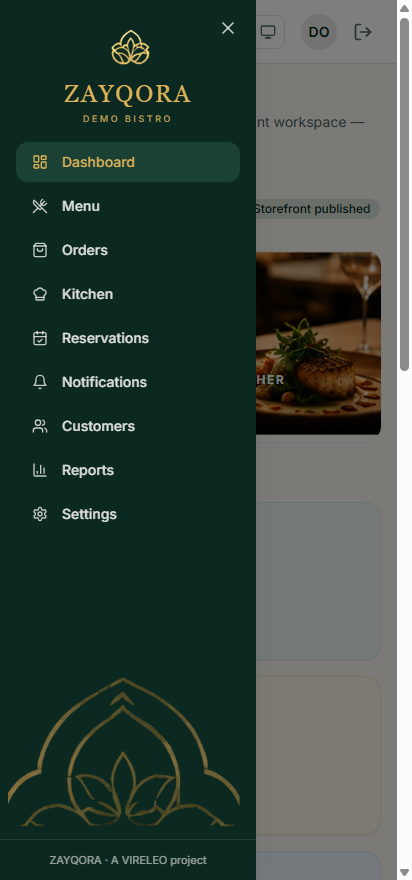 DO
ZAYQORA
DEMO BISTRO
nt workspace —
Dashboard
Menu
Storefront published
Orders
Kitchen
Reservations
Notifications
HER
Customers
Reports
Settings
ZAYQORA · A VIRELEO project